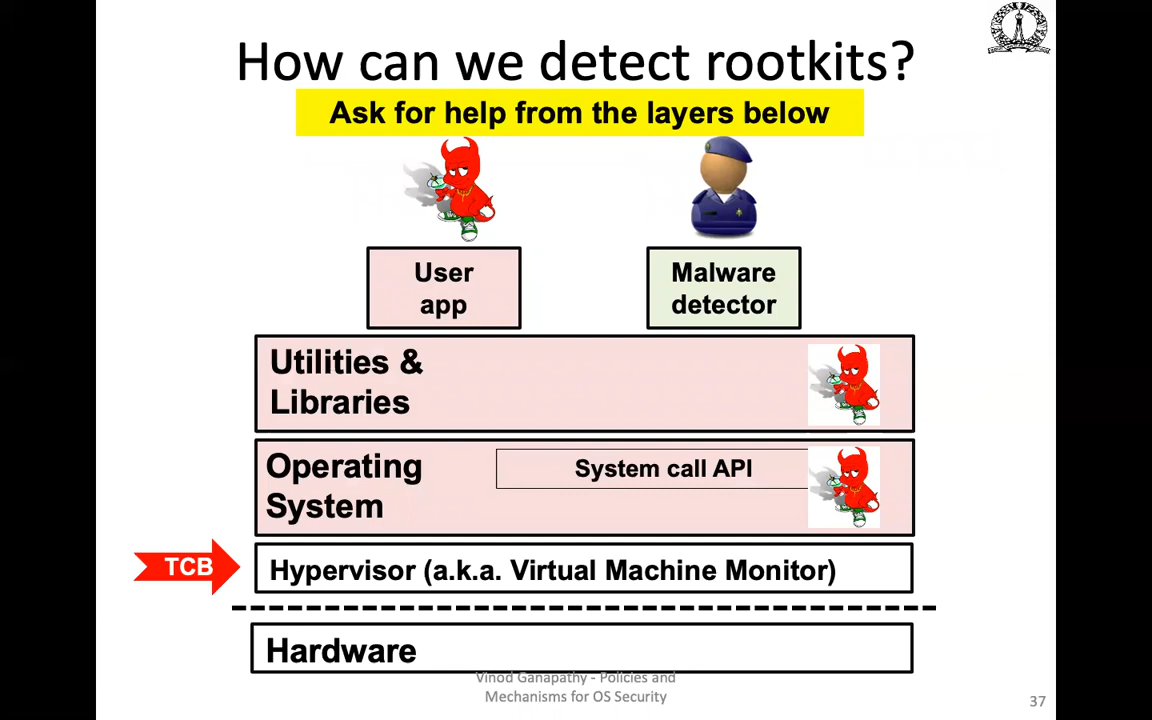 How can we detect rootkits?
Ask for help from the layers below
User
app
Malware
detector
Utilities &
Libraries
Operating
System
System call API
TCB
Hypervisor (a.k.a. Virtual Machine Monitor)
Hardware
Vinod Ganapathy - Policies and
Mechanisms for OS Security
37